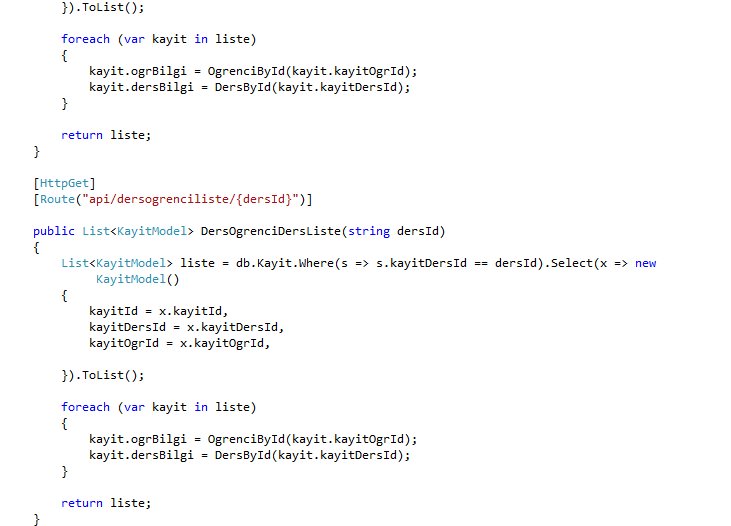 }).ToList();
foreach (var kayit in liste)
{
kayit.ogrBilgi = OgrenciById(kayit.kayitOgrId);
kayit.dersBilgi = DersById(kayit.kayitDersId);
}
return liste;
}
[HttpGet]
[Route("api/dersogrenciliste/{dersId}")]
public List<KayitModel> DersOgrenciDersListe(string dersId)
{
List<KayitModel> liste = db.Kayit.Where(s => s.kayitDersId == dersId).Select(x => new
KayitModel()
{
kayitId = x.kayitId,
kayitDersId = x.kayitDersId,
kayitOgrId = x.kayitOgrId,
}).ToList();
foreach (var kayit in liste)
{
kayit.ogrBilgi = OgrenciById(kayit.kayitOgrId);
kayit.dersBilgi = DersById(kayit.kayitDersId);
}
return liste;
}